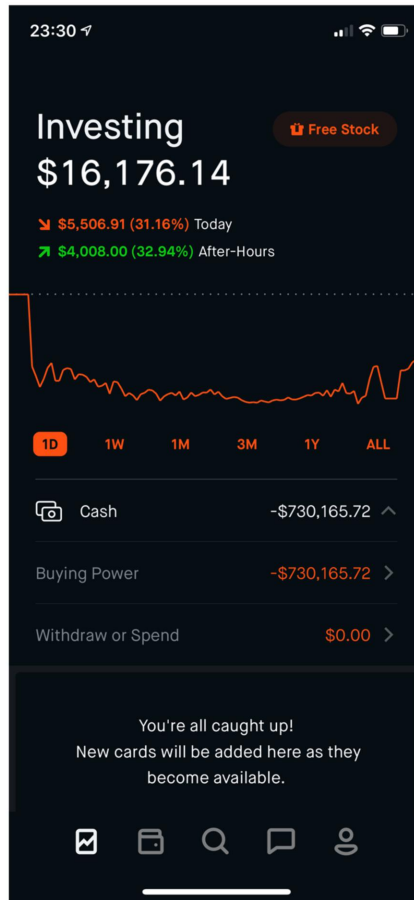 23:30
Investing
Free Stock
$16,176.14
$5,506.91 (31.16%) Today
$4,008.00 (32.94%) After-Hours
1D 1W 1M 3M 1Y ALL
Cash -$730,165.72
Buying Power -$730,165.72
Withdraw or Spend $0.00
You're all caught up!
New cards will be added here as they
become available.